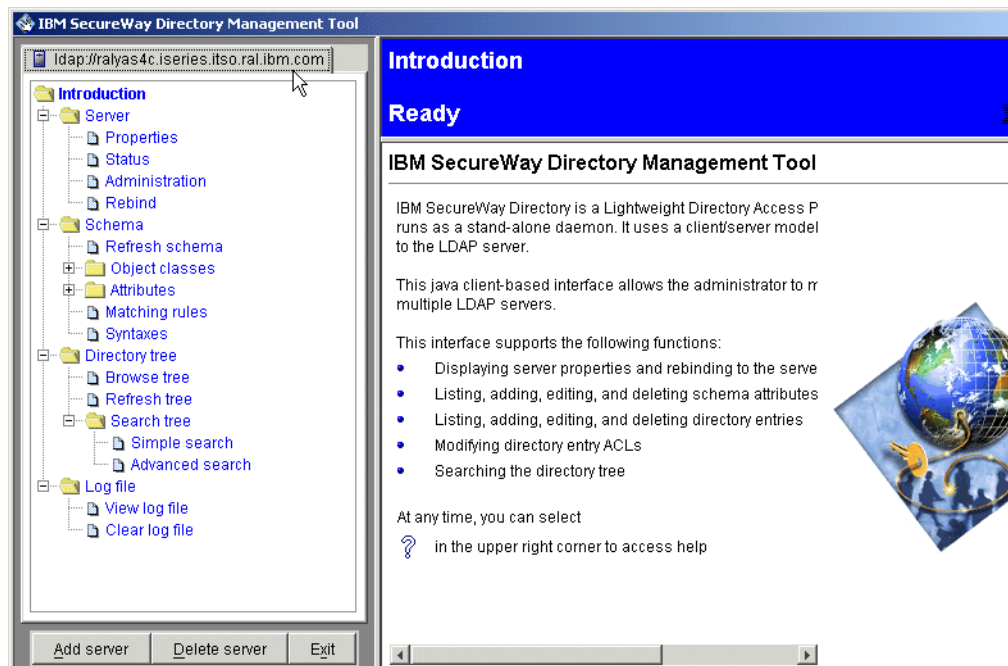 IBM SecureWay Directory Management Tool
ldap://ralyas4c.iseries.itso.ral.ibm.com
Introduction
Server
Properties
Status
Administration
Rebind
Schema
Refresh schema
Object classes
Attributes
Matching rules
Syntaxes
Directory tree
Browse tree
Refresh tree
Search tree
Simple search
Advanced search
Log file
View log file
Clear log file
Add server
Delete server
Exit
Introduction
Ready
IBM SecureWay Directory Management Tool
IBM SecureWay Directory is a Lightweight Directory Access P
runs as a stand-alone daemon. It uses a client/server model
to the LDAP server.
This java client-based interface allows the administrator to
multiple LDAP servers.
This interface supports the following functions:
Displaying server properties and rebinding to the serve
Listing, adding, editing, and deleting schema attributes
Listing, adding, editing, and deleting directory entries
Modifying directory entry ACLs
Searching the directory tree
At any time, you can select
in the upper right corner to access help